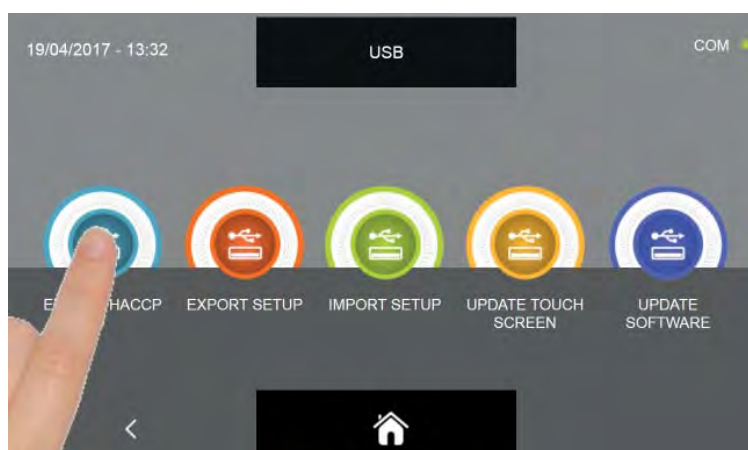 19/04/2017 - 13:32
USB
COM
HACCP
EXPORT SETUP
IMPORT SETUP
UPDATE TOUCH
SCREEN
UPDATE
SOFTWARE